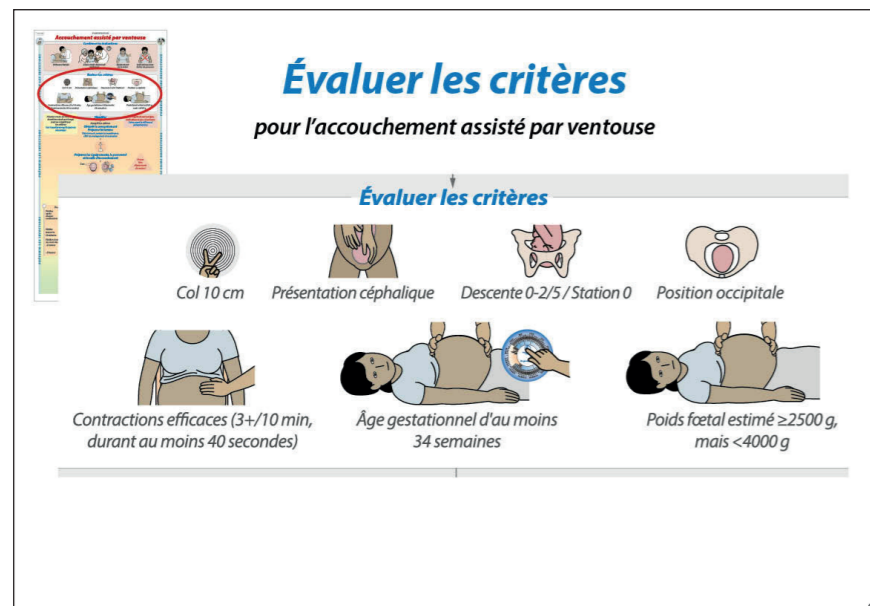 Accouchement assisté par ventouse
Évaluer les critères
pour l’accouchement assisté par ventouse
Évaluer les critères
Col 10 cm
Présentation céphalique
Descente 0-2/5 / Station 0
Position occipitale
Contractions efficaces (3+/10 min,
durant au moins 40 secondes)
Âge gestationnel d'au moins
34 semaines
Poids fœtal estimé ≥2500 g,
mais <4000 g